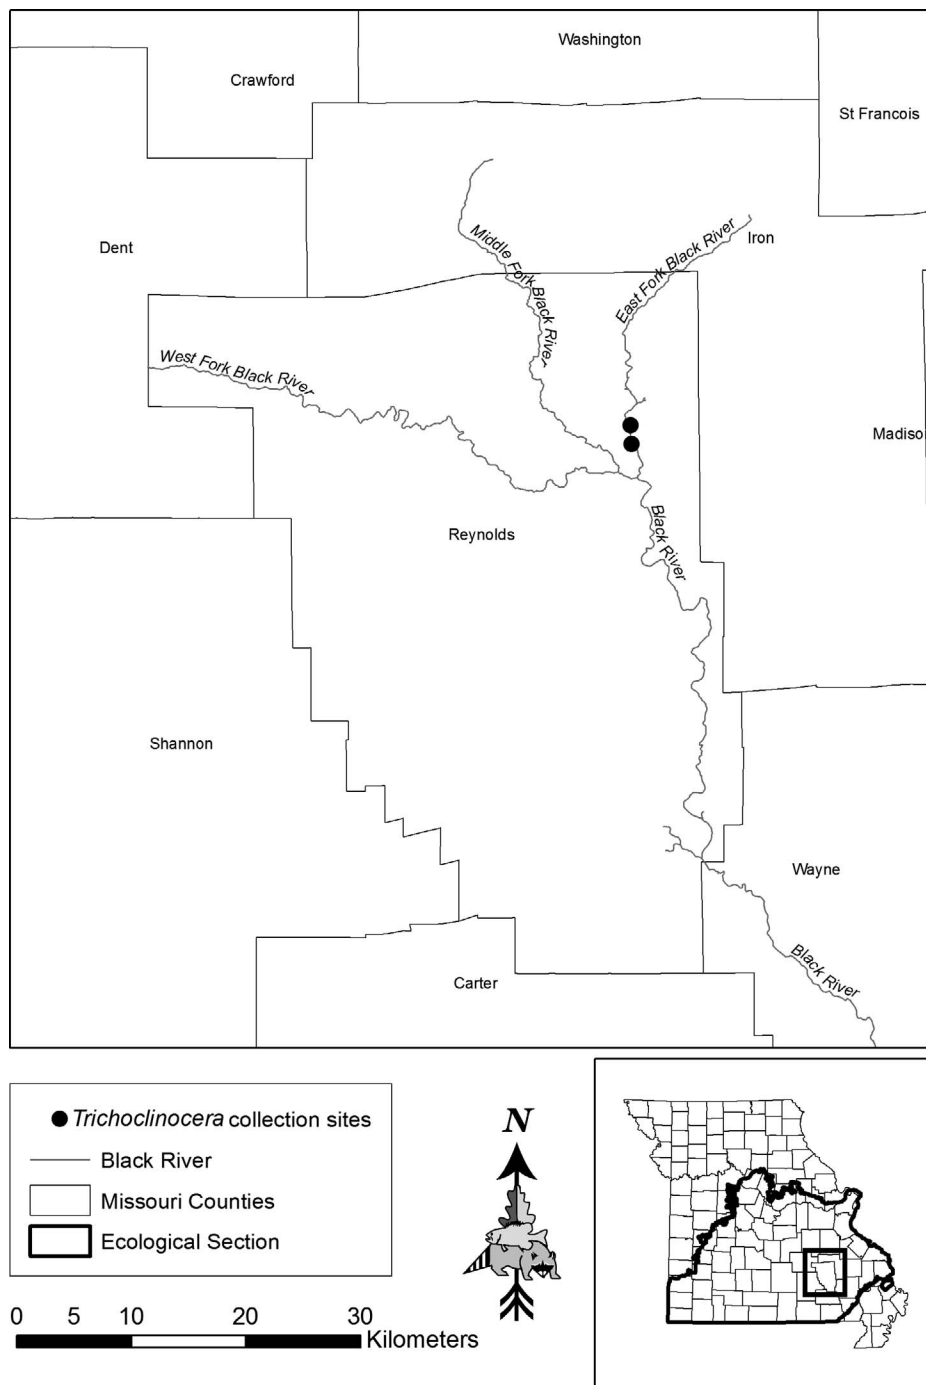 Washington
Crawford
St Francois
Dent
Iron
Middle Fork Black River
East Fork Black River
West Fork Black River
Madison
Reynolds
Black River
Shannon
Wayne
Black River
Carter
Trichoclinocera collection sites
Black River
Missouri Counties
Ecological Section
N
0 5 10 20 30
Kilometers